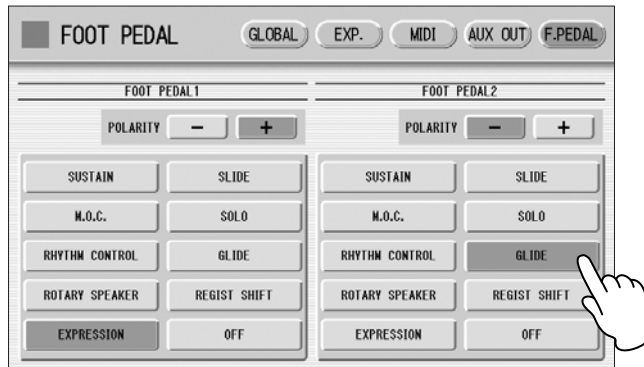 FOOT PEDAL GLOBAL EXP. MIDI AUX OUT F.PEDAL
FOOT PEDAL1
POLARITY − +
SUSTAIN SLIDE
M.O.C. SOLO
RHYTHM CONTROL GLIDE
ROTARY SPEAKER REGIST SHIFT
EXPRESSION OFF
FOOT PEDAL2
POLARITY − +
SUSTAIN SLIDE
M.O.C. SOLO
RHYTHM CONTROL GLIDE
ROTARY SPEAKER REGIST SHIFT
EXPRESSION OFF